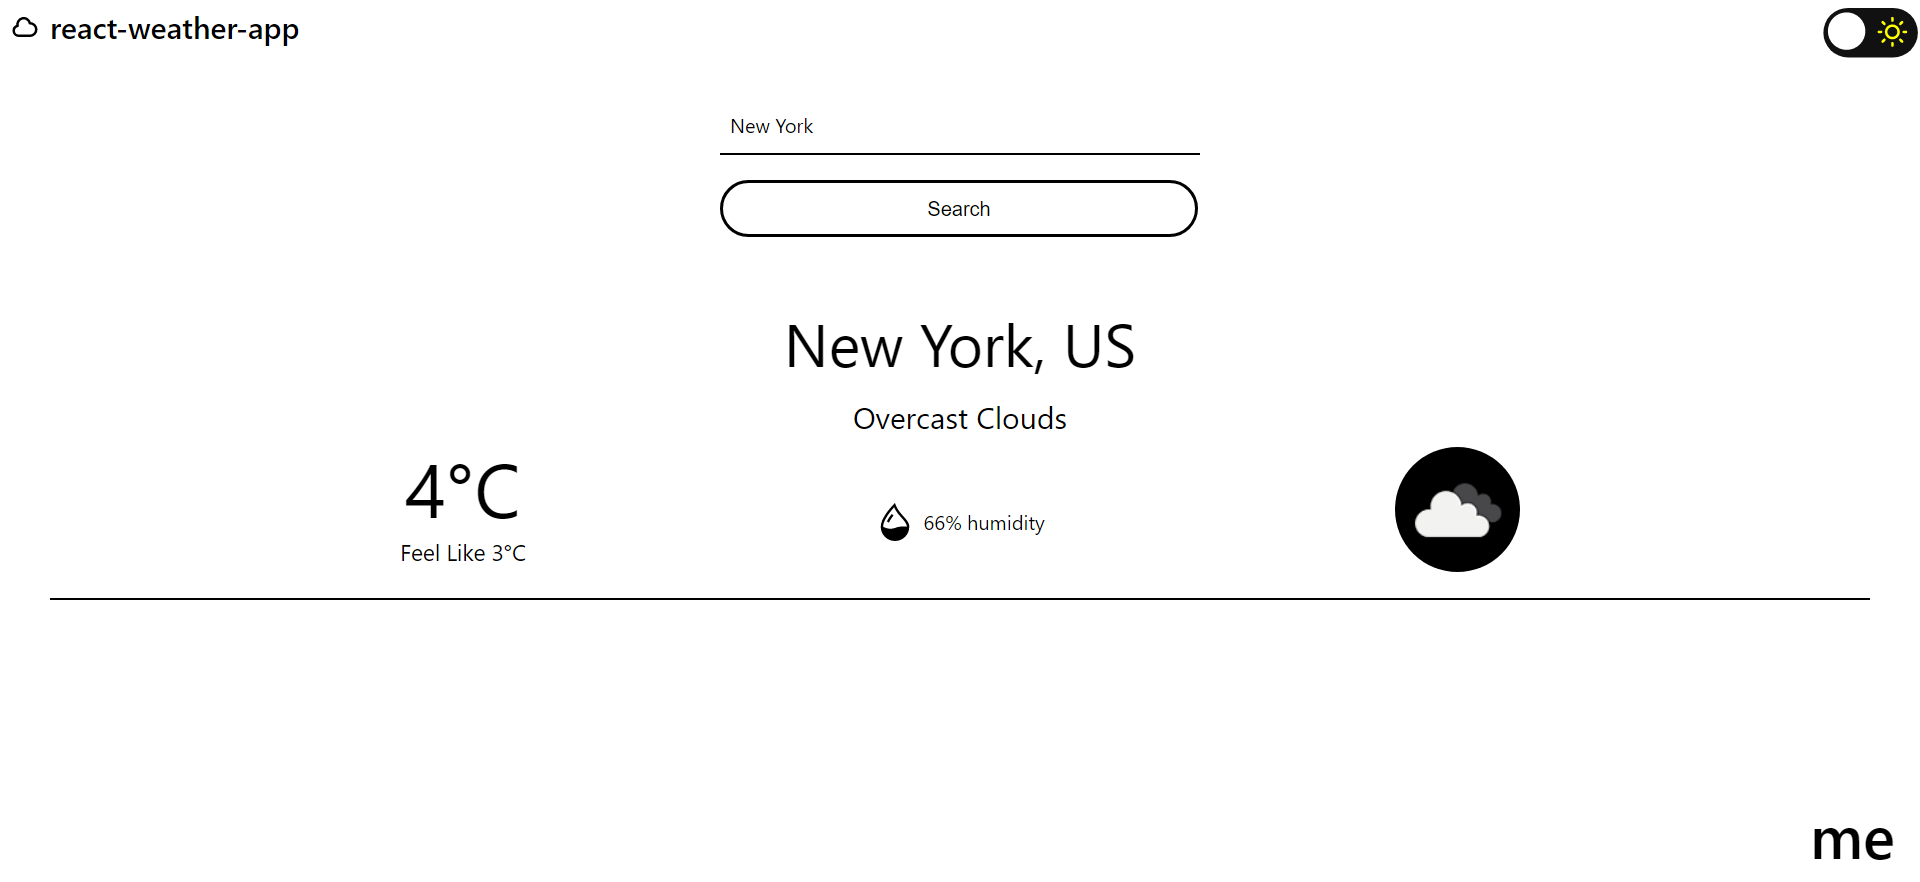 react-weather-app
New York
Search
New York, US
Overcast Clouds
4°C
Feel Like 3°C
66% humidity
me